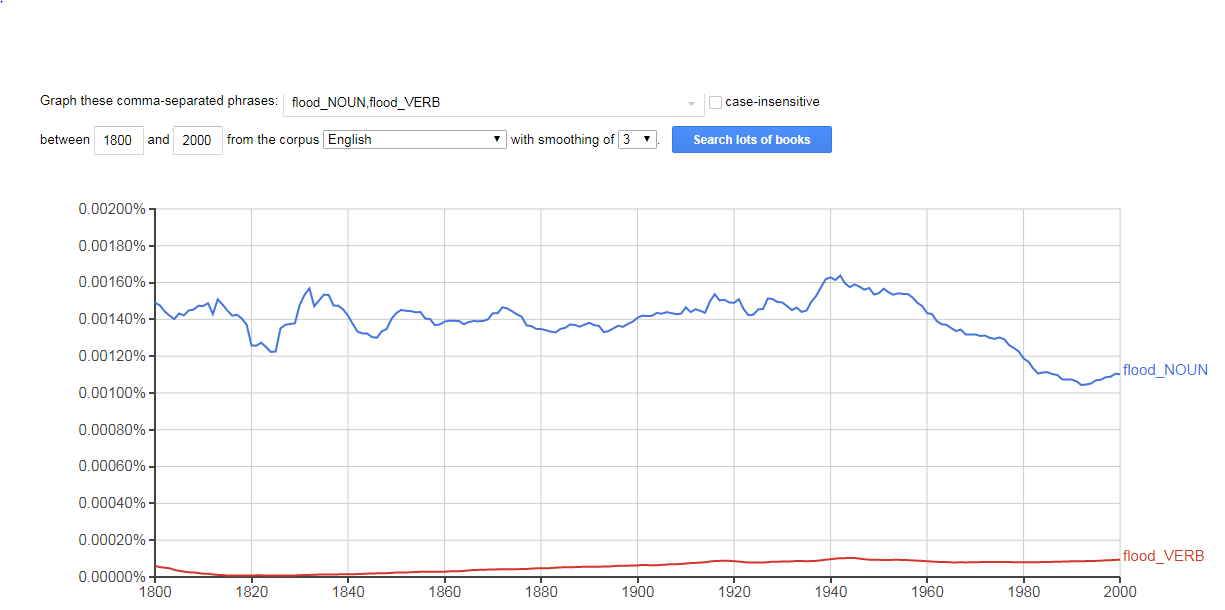 Graph these comma-separated phrases: flood_NOUN,flood_VERB case-insensitive
between 1800 and 2000 from the corpus English with smoothing of 3 . Search lots of books
0.00200%
0.00180%
0.00160%
0.00140%
0.00120%
0.00100%
0.00080%
0.00060%
0.00040%
0.00020%
0.00000%
flood_NOUN
flood_VERB
1800 1820 1840 1860 1880 1900 1920 1940 1960 1980 2000